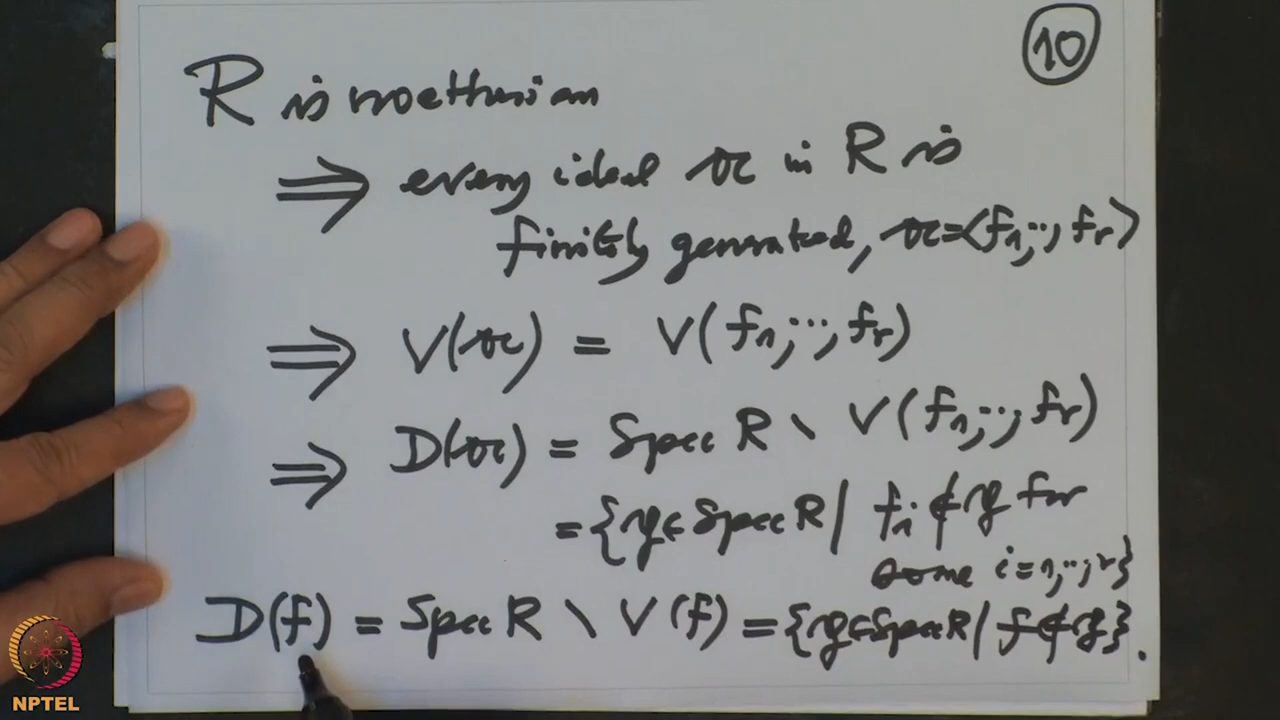 10
R is noetherian
⟹ every ideal 𝔞 in R is
finitely generated, 𝔞=⟨f₁,…,fᵣ⟩
⟹ V(𝔞) = V(f₁,…,fᵣ)
⟹ D(𝔞) = Spec R \ V(f₁,…,fᵣ)
={𝔭∈Spec R | fᵢ ∉ 𝔭 for
some i=1,…,r}
D(f) = Spec R \ V(f) = {𝔭∈Spec R | f∉𝔭}.
NPTEL